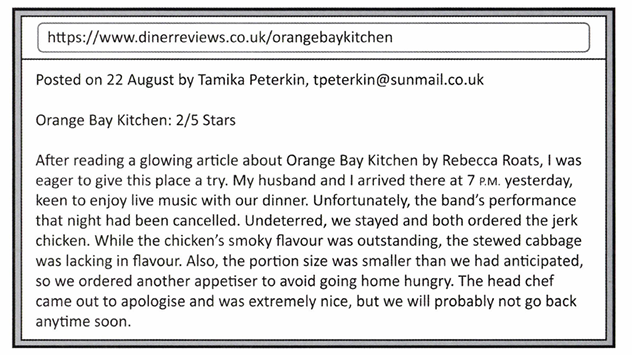 https://www.dinerreviews.co.uk/orangebaykitchen
Posted on 22 August by Tamika Peterkin, tpeterkin@sunmail.co.uk
Orange Bay Kitchen: 2/5 Stars
After reading a glowing article about Orange Bay Kitchen by Rebecca Roats, I was
eager to give this place a try. My husband and I arrived there at 7 P.M. yesterday,
keen to enjoy live music with our dinner. Unfortunately, the band's performance
that night had been cancelled. Undeterred, we stayed and both ordered the jerk
chicken. While the chicken's smoky flavour was outstanding, the stewed cabbage
was lacking in flavour. Also, the portion size was smaller than we had anticipated,
so we ordered another appetiser to avoid going home hungry. The head chef
came out to apologise and was extremely nice, but we will probably not go back
anytime soon.